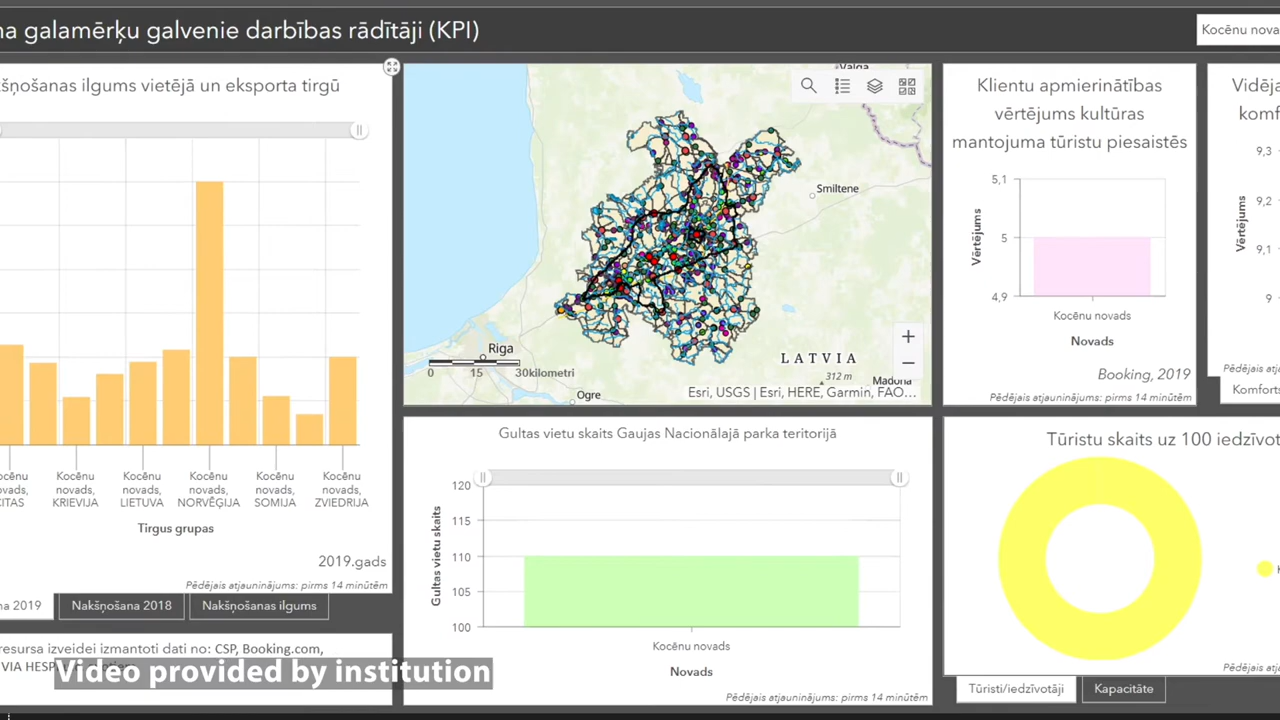 na galamērķu galvenie darbības rādītāji (KPI)
Kocēnu nova
kšņošanas ilgums vietējā un eksporta tirgū
Kocēnu
novads,
CITAS
Kocēnu
novads,
KRIEVIJA
Kocēnu
novads,
LIETUVA
Kocēnu
novads,
NORVĒĢIJA
Kocēnu
novads,
SOMIJA
Kocēnu
novads,
ZVIEDRIJA
Tirgus grupas
2019.gads
Pēdējais atjauninājums: pirms 14 minūtēm
na 2019
Nakšņošana 2018
Nakšņošanas ilgums
resursa izveidei izmantoti dati no: CSP, Booking.com,
Video provided by institution
Valga
Smiltene
Riga
LATVIA
312 m
Madona
Ogre
0 15 30kilometri
Esri, USGS | Esri, HERE, Garmin, FAO...
Gultas vietu skaits Gaujas Nacionālajā parka teritorijā
Gultas vietu skaits
120
115
110
105
100
Kocēnu novads
Novads
Pēdējais atjauninājums: pirms 14 minūtēm
Klientu apmierinātības
vērtējums kultūras
mantojuma tūristu piesaistēs
Vērtējums
5,1
5
4,9
Kocēnu novads
Novads
Booking, 2019
Pēdējais atjauninājums: pirms 14 minūtēm
Vidēja
komf
Vērtējums
9,3
9,2
9,1
9
Pēdējais atja
Komforts
Tūristu skaits uz 100 iedzīvot
K
Pēdējais atja
Tūristi/iedzīvotāji
Kapacitāte